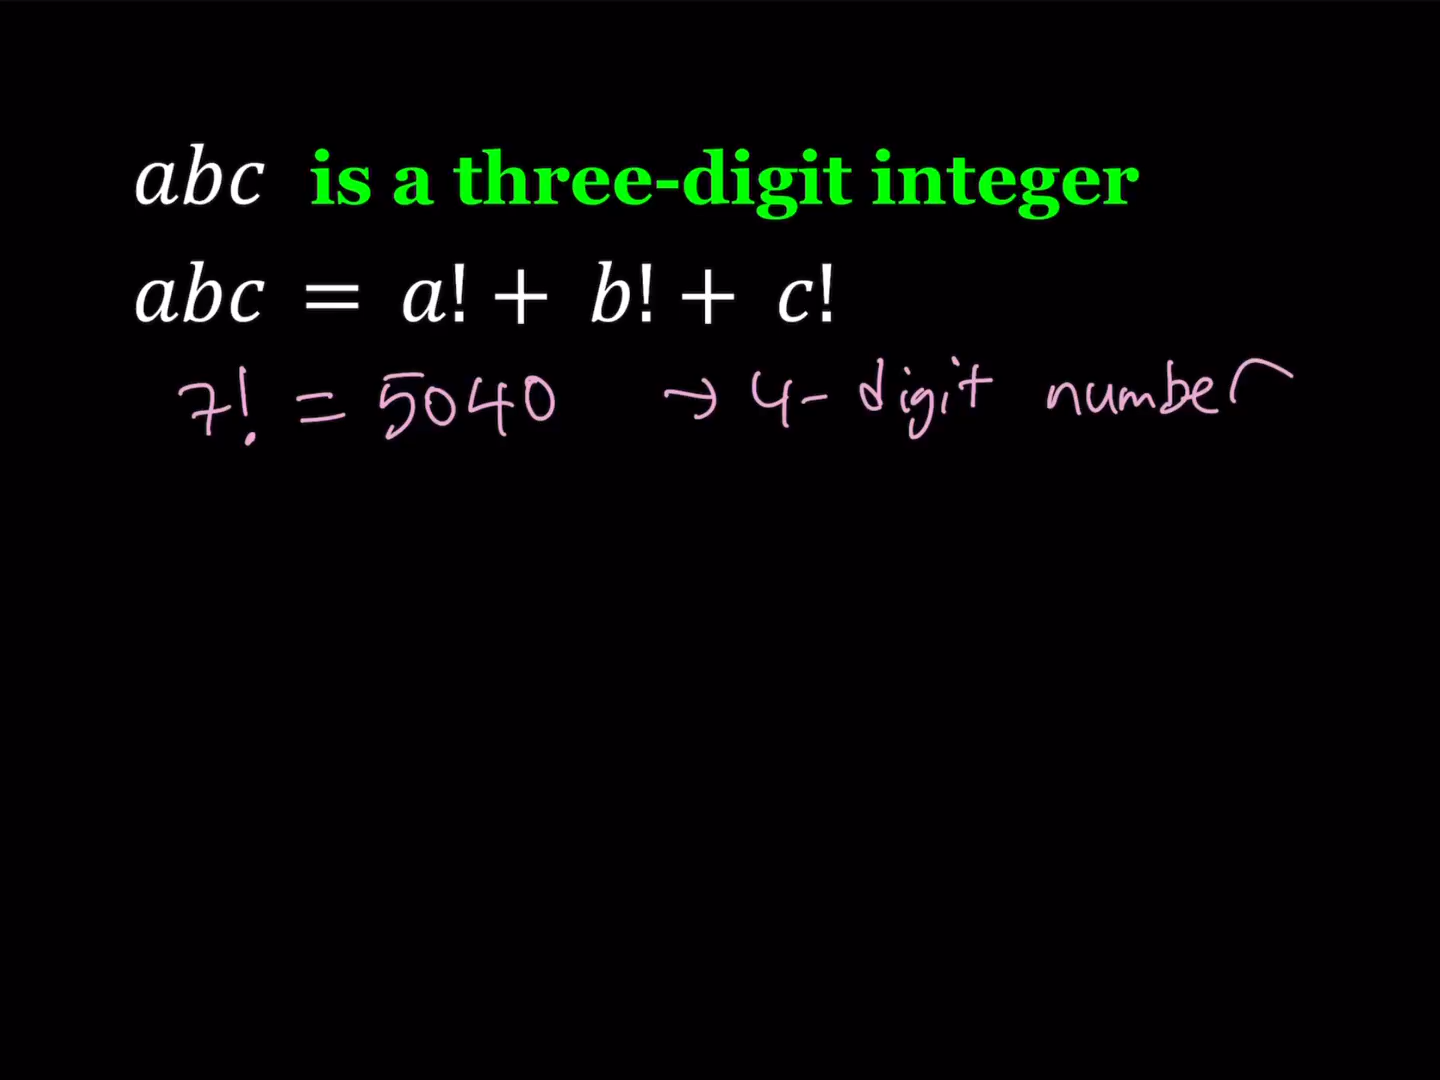 abc is a three-digit integer
abc = a! + b! + c!
7! = 5040 → 4- digit number